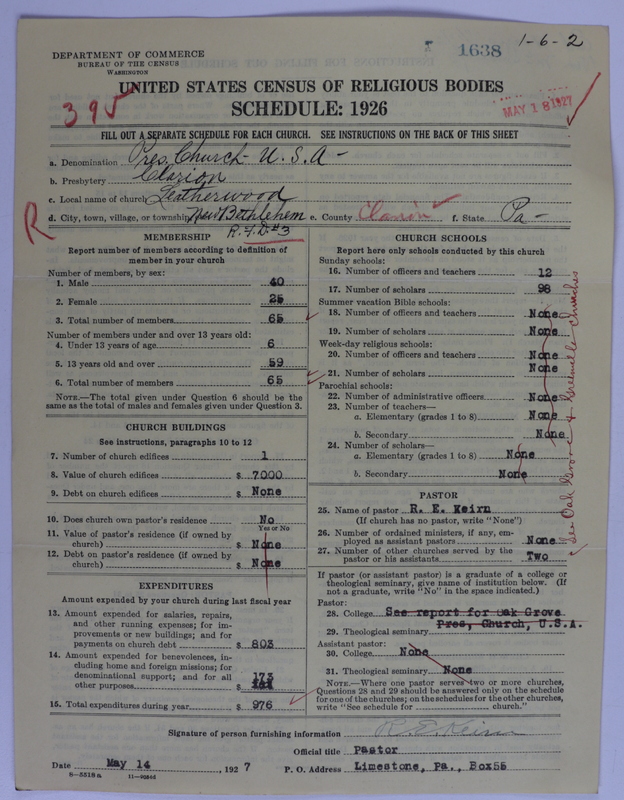 1638
1-6-2
DEPARTMENT OF COMMERCE
BUREAU OF THE CENSUS
WASHINGTON
UNITED STATES CENSUS OF RELIGIOUS BODIES
SCHEDULE: 1926
395
MAY 18 1927
FILL OUT A SEPARATE SCHEDULE FOR EACH CHURCH. SEE INSTRUCTIONS ON THE BACK OF THIS SHEET
a. Denomination Pres. Church U.S.A -
b. Presbytery Clarion
c. Local name of church Leatherwood
d. City, town, village, or township New Bethlehem e. County Clarion f. State Pa -
R.F.D. #3
R
MEMBERSHIP
Report number of members according to definition of
member in your church
Number of members, by sex:
1. Male 40
2. Female 25
3. Total number of members 65
Number of members under and over 13 years old:
4. Under 13 years of age 6
5. 13 years old and over 59
6. Total number of members 65
NOTE.—The total given under Question 6 should be
same as the total of males and females given under Question 3.
CHURCH BUILDINGS
See instructions, paragraphs 10 to 12
7. Number of church edifices 1
8. Value of church edifices $ 7000
9. Debt on church edifices $ None
10. Does church own pastor's residence No
Yes or No
11. Value of pastor's residence (if owned by
church) $ None
12. Debt on pastor's residence (if owned by
church) $ None
EXPENDITURES
Amount expended by your church during last fiscal year
13. Amount expended for salaries, repairs,
and other running expenses; for im-
provements or new buildings; and for
payments on church debt $ 803
14. Amount expended for benevolences, in-
cluding home and foreign missions; for
denominational support; and for all
other purposes $ 173
15. Total expenditures during year $ 976
CHURCH SCHOOLS
Report here only schools conducted by this church
Sunday schools:
16. Number of officers and teachers 12
17. Number of scholars 98
Summer vacation Bible schools:
18. Number of officers and teachers None
19. Number of scholars None
Week-day religious schools:
20. Number of officers and teachers None
21. Number of scholars None
Parochial schools:
22. Number of administrative officers None
23. Number of teachers—
a. Elementary (grades 1 to 8) None
b. Secondary None
24. Number of scholars—
a. Elementary (grades 1 to 8) None
b. Secondary None
See Oak Grove & Greenville Churches
PASTOR
25. Name of pastor R. E. Keirn
(If church has no pastor, write "None")
26. Number of ordained ministers, if any, em-
ployed as assistant pastors None
27. Number of other churches served by the
pastor or his assistants Two
If pastor (or assistant pastor) is a graduate of a college or
theological seminary, give name of institution below. (If
not a graduate, write "No" in the space indicated.)
Pastor:
28. College See report for Oak Grove
29. Theological seminary Pres, Church, U.S.A.
Assistant pastor:
30. College None
31. Theological seminary None
NOTE.—Where one pastor serves two or more churches,
Questions 28 and 29 should be answered only on the schedule
for one of the churches; on the schedules for the other churches,
write "See schedule for church."
Signature of person furnishing information R. E. Keirn
Official title Pastor
Date May 14, 1927 P. O. Address Limestone, Pa., Box55
8—5518 a 11—90546